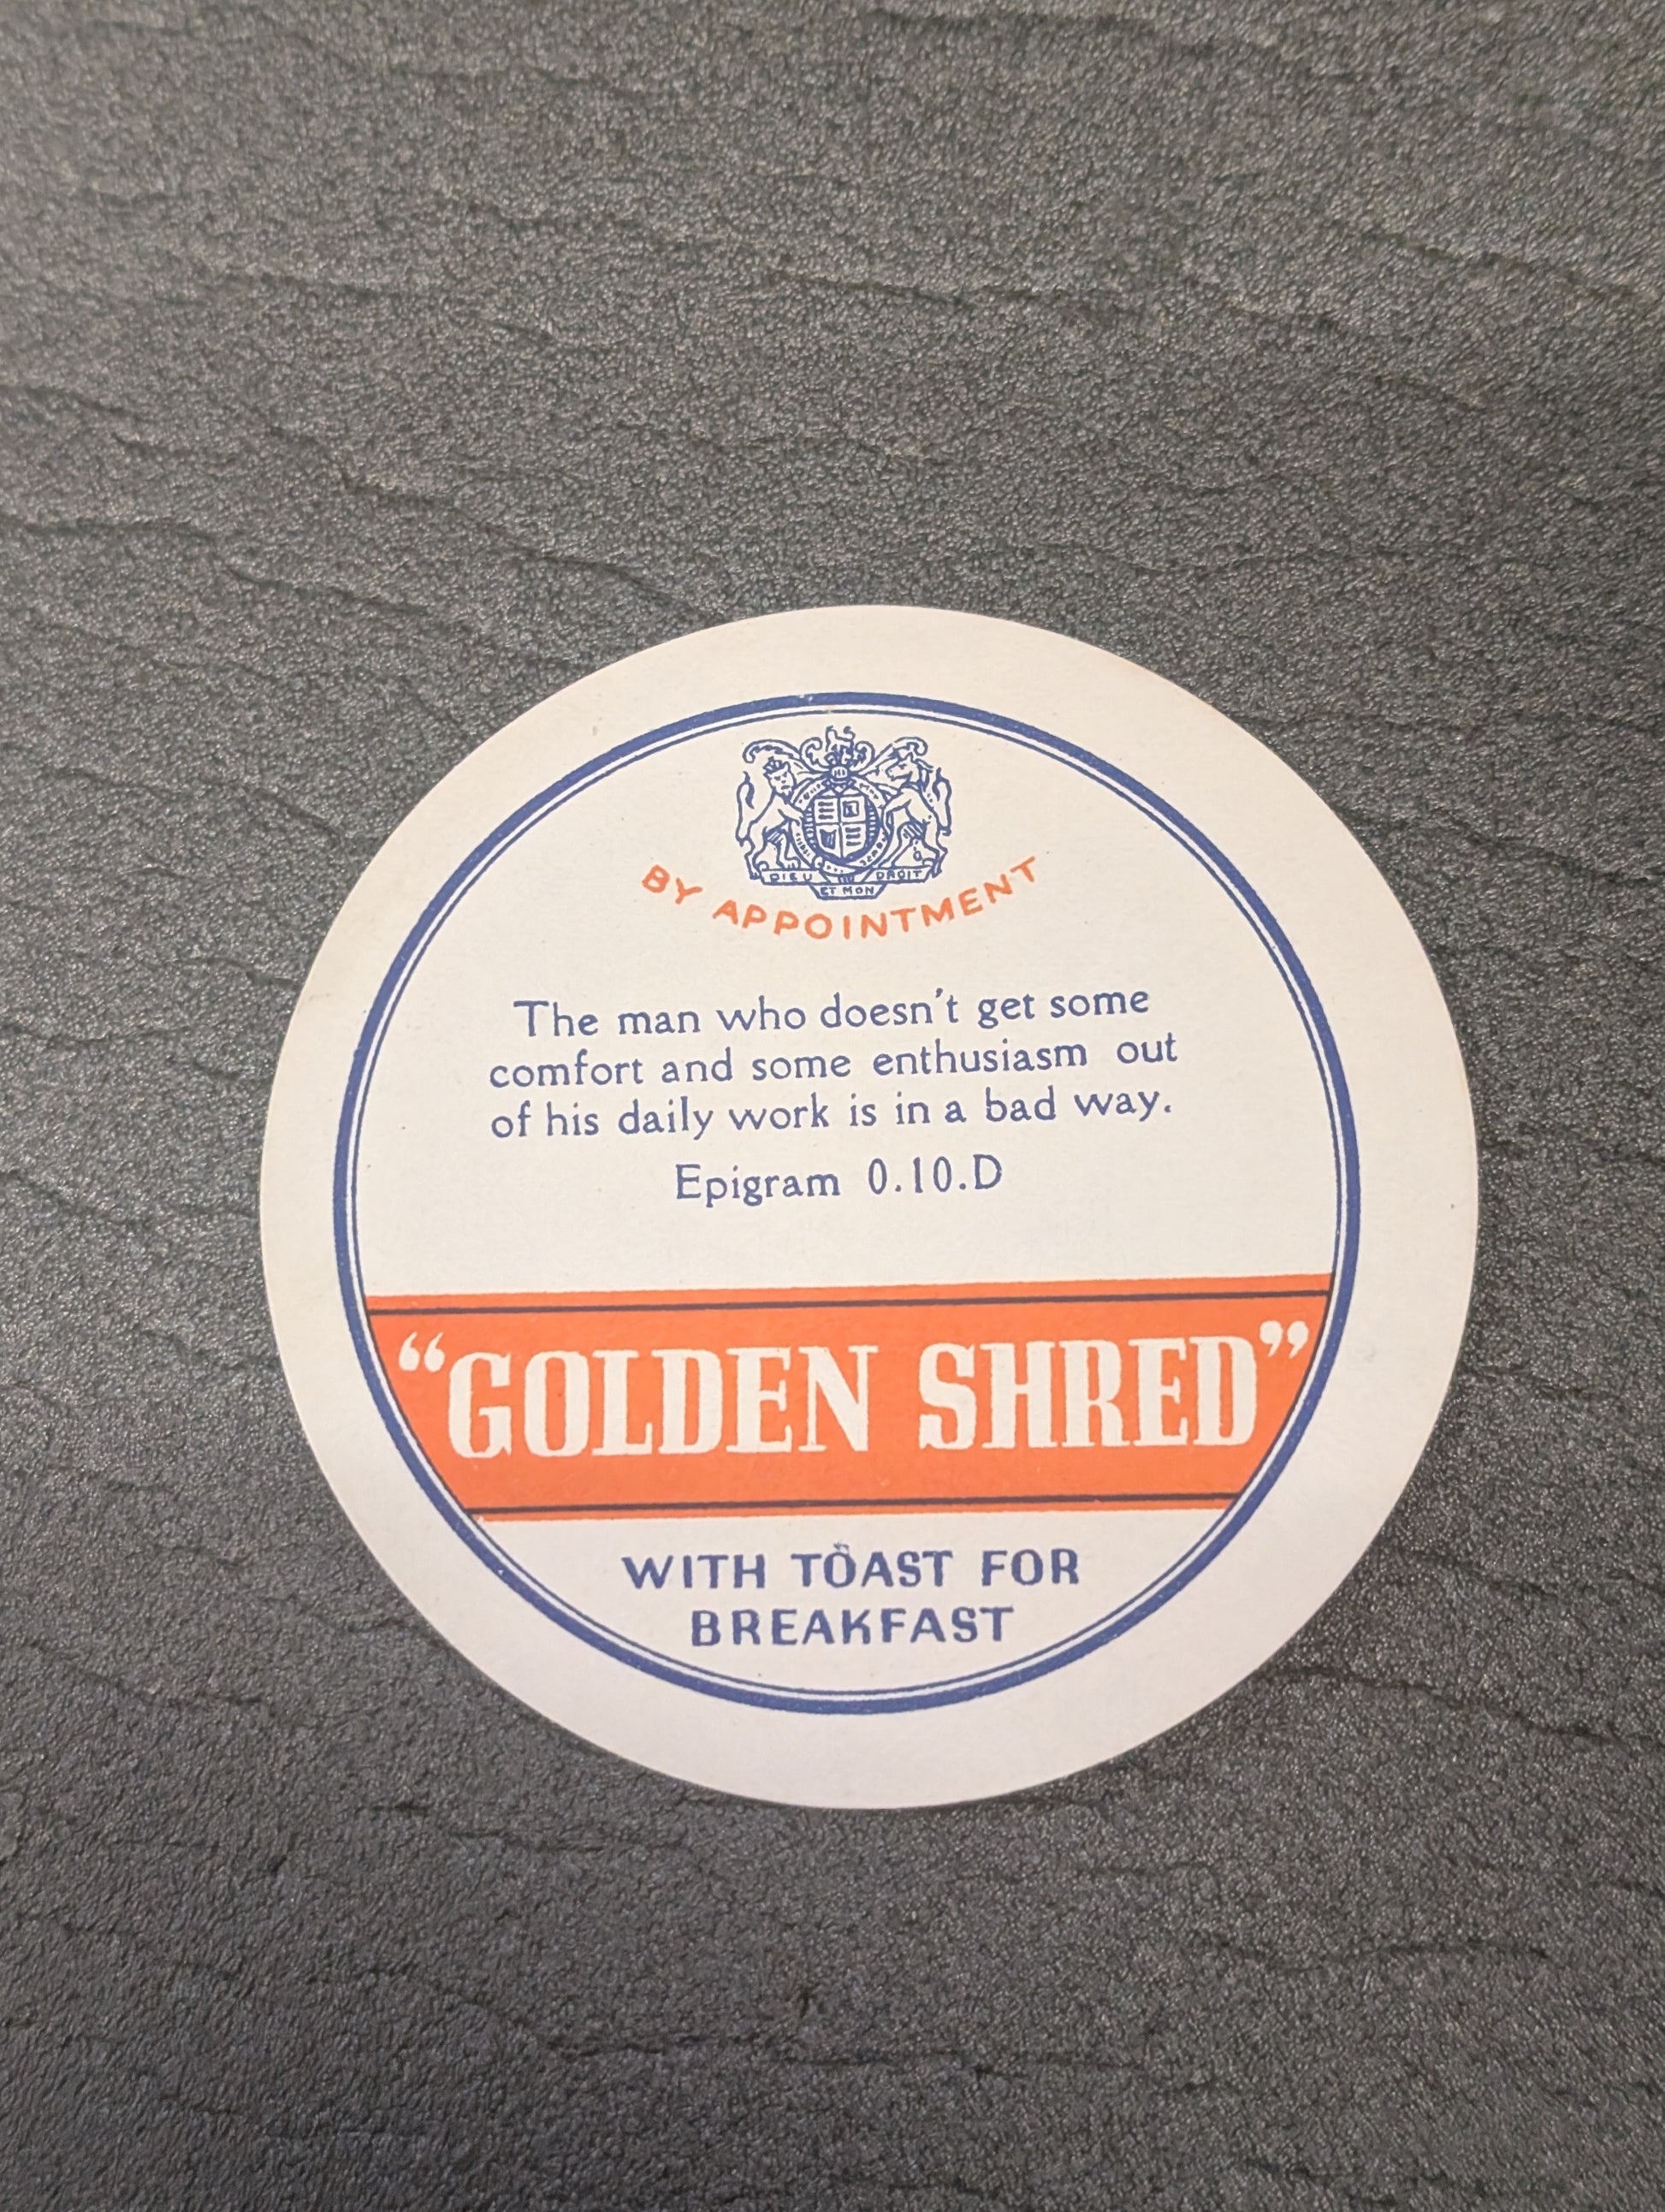 DIEU ET MON DROIT
BY APPOINTMENT
The man who doesn't get some
comfort and some enthusiasm out
of his daily work is in a bad way.
Epigram 0.10.D
“GOLDEN SHRED”
WITH TOAST FOR
BREAKFAST